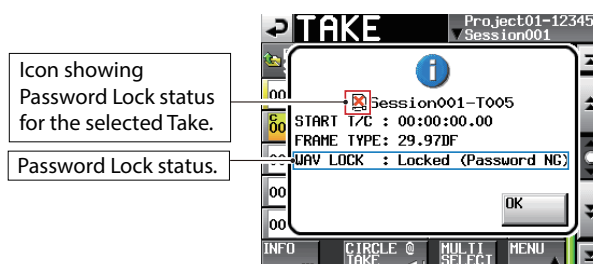 TAKE
Project01-12345
Session001
Icon showing
Password Lock status
for the selected Take.
Session001-T005
START T/C : 00:00:00.00
FRAME TYPE: 29.97DF
Password Lock status.
WAV LOCK : Locked (Password NG)
OK
INFO
CIRCLE @
TAKE
MULTI
SELECT
MENU